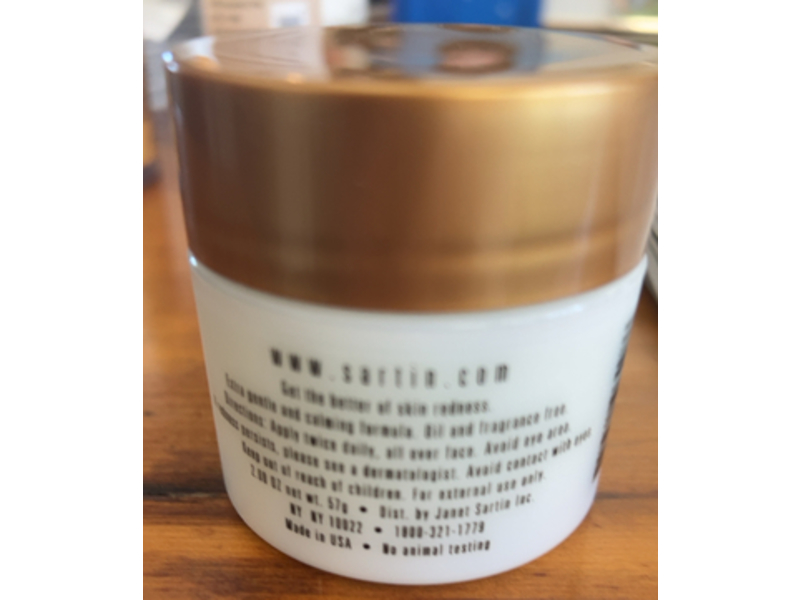 www.sartin.com
Get the better of skin redness.
Extra gentle and calming formula. Oil and fragrance free.
Directions: Apply twice daily, all over face. Avoid eye area.
If redness persists, please see a dermatologist. Avoid contact with eyes.
Keep out of reach of children. For external use only.
2.00 OZ net wt. 57g • Dist. by Janet Sartin Inc.
NY NY 10022 • 1800-321-1778
Made in USA • No animal testing